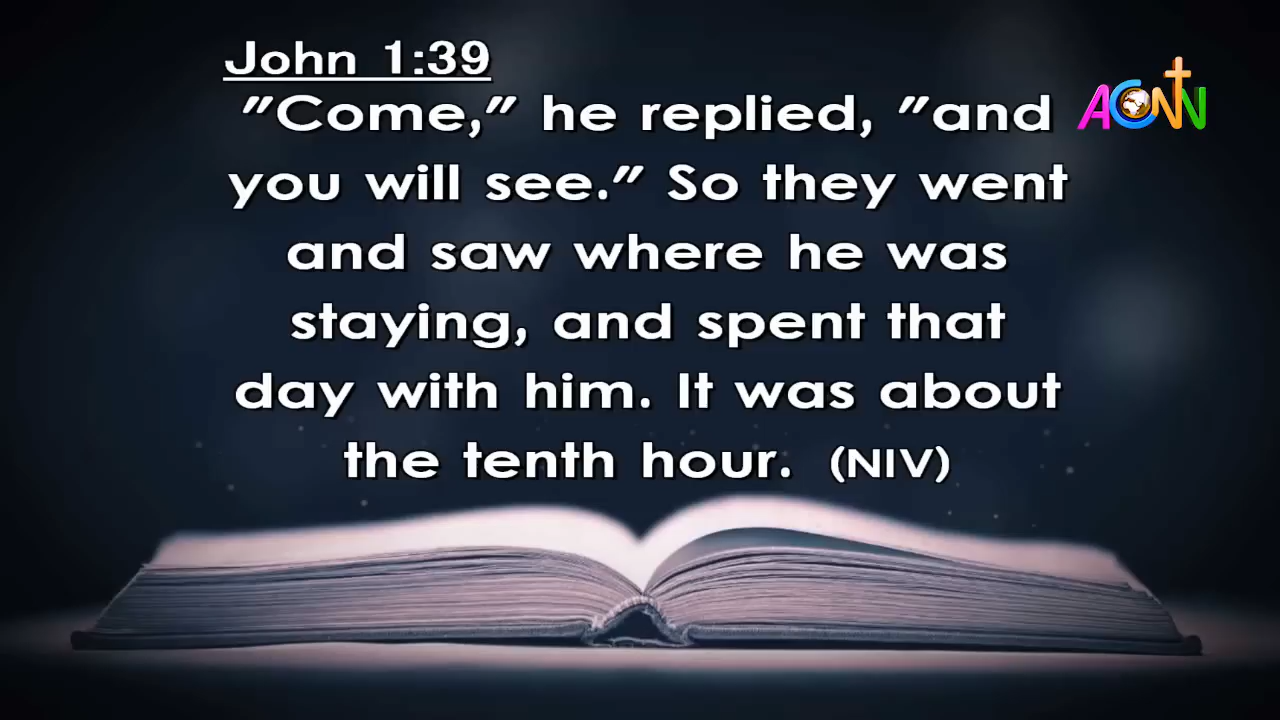 John 1:39
"Come," he replied, "and
you will see." So they went
and saw where he was
staying, and spent that
day with him. It was about
the tenth hour. (NIV)
ACNN